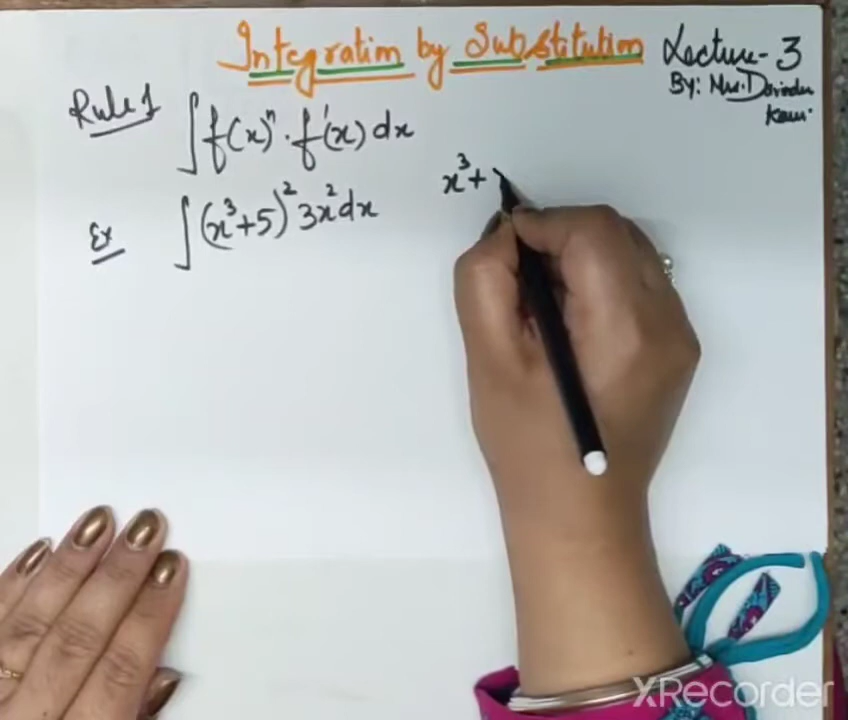 Integration by Substitution Lecture-3
By: Mrs. Davinder
Kaur.
Rule 1 ∫f(x)ⁿ·f'(x) dx
Ex ∫(x³+5)² 3x² dx x³+
XRecorder